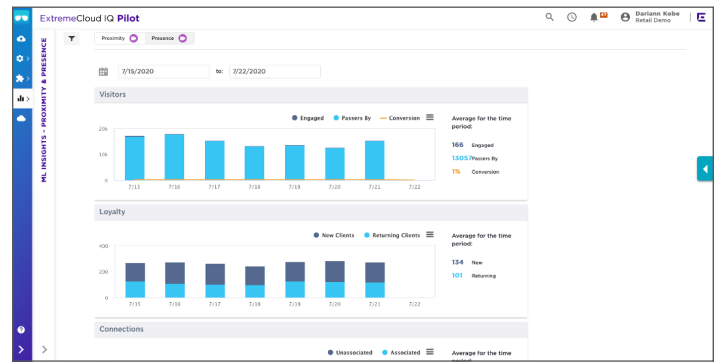 ExtremeCloud IQ Pilot
47
Dariann Kobe
Retail Demo
ML INSIGHTS - PROXIMITY & PRESENCE
Proximity
Presence
7/15/2020
to:
7/22/2020
Visitors
Engaged
Passers By
Conversion
20k
10k
0
7/15
7/16
7/17
7/18
7/19
7/20
7/21
7/22
Average for the time
period:
166 Engaged
13057Passers By
1% Conversion
Loyalty
New Clients
Returning Clients
400
200
0
7/15
7/16
7/17
7/18
7/19
7/20
7/21
7/22
Average for the time
period:
134 New
101 Returning
Connections
Unassociated
Associated
Average for the time
period: